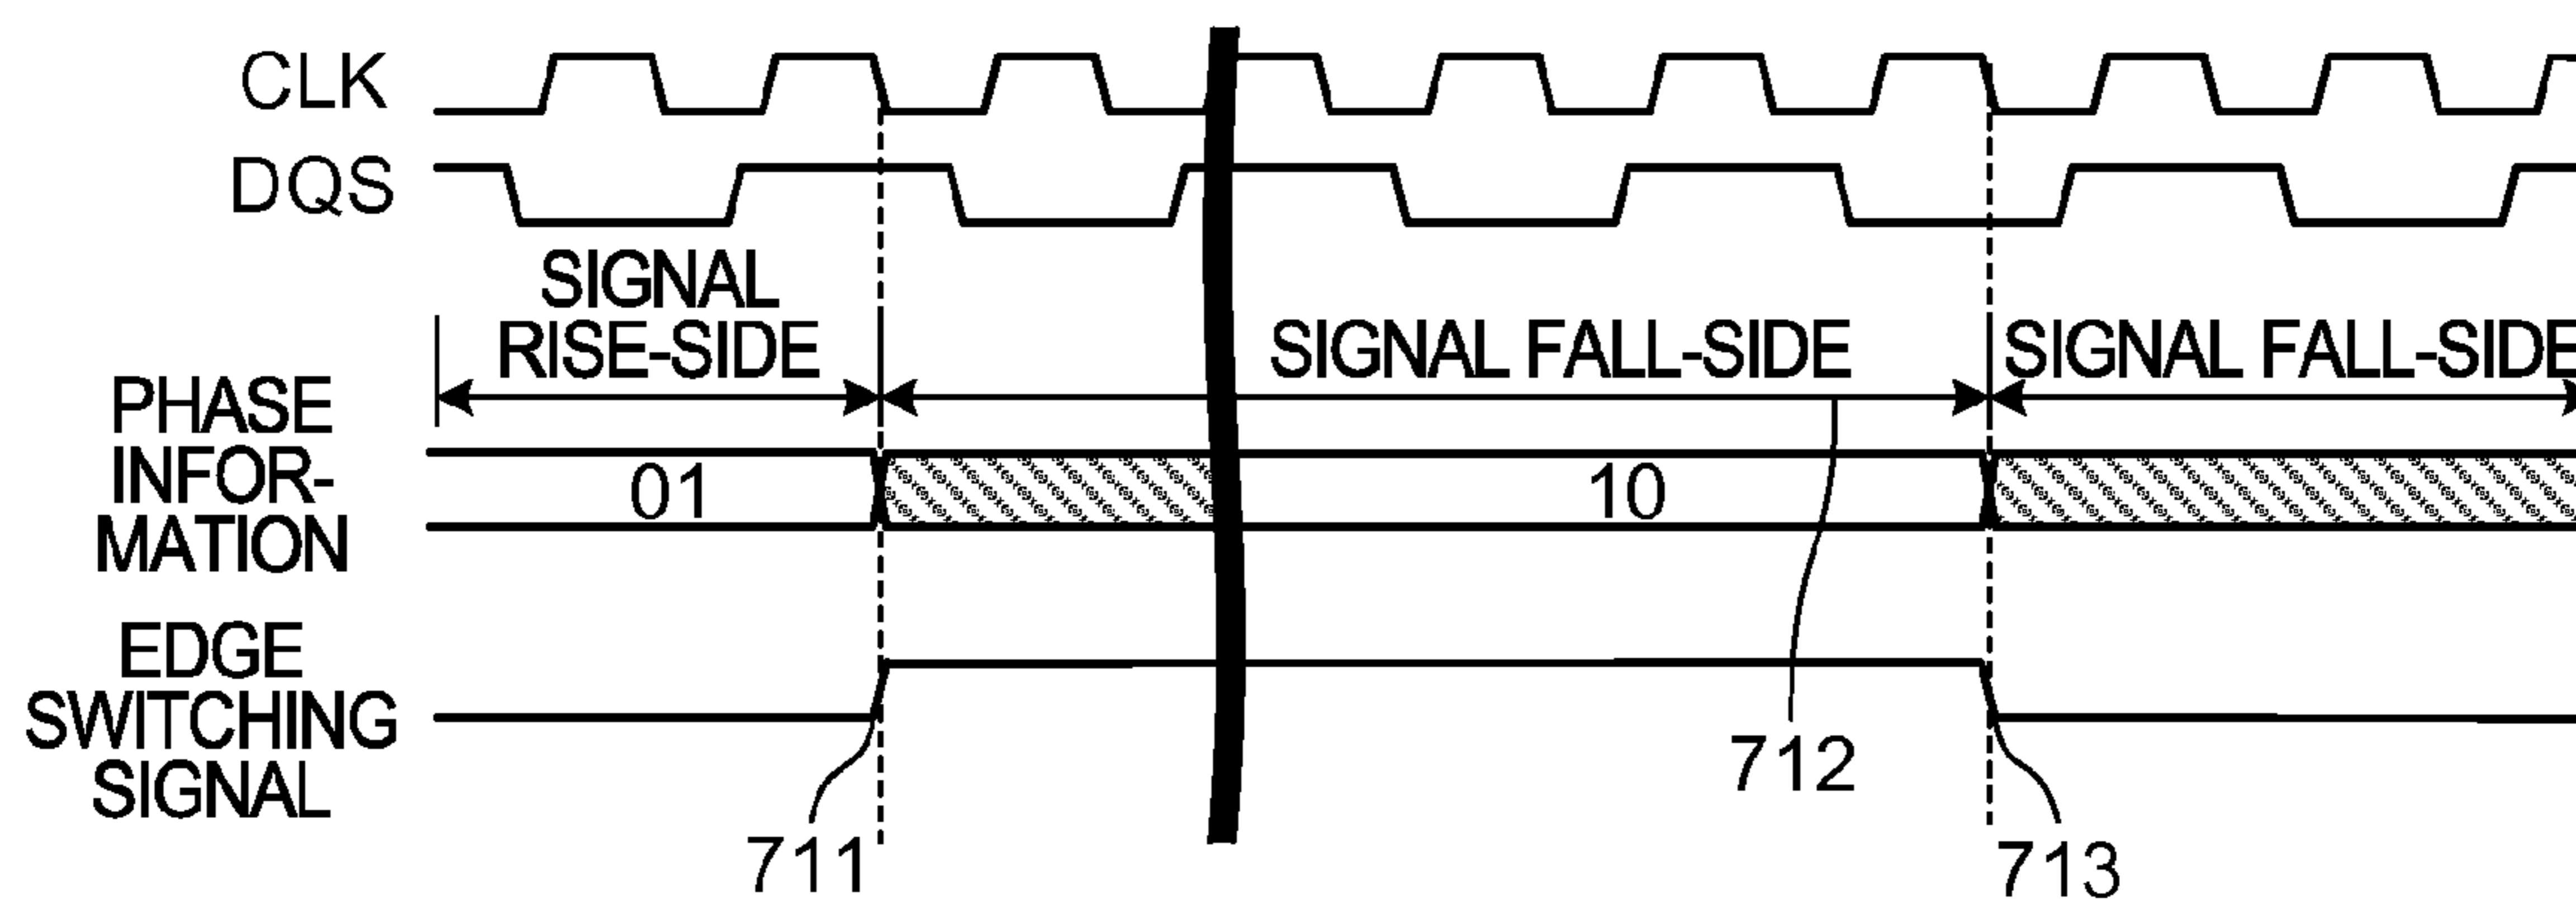 CLK
DQS
SIGNAL
RISE-SIDE
SIGNAL FALL-SIDE
SIGNAL FALL-SIDE
PHASE
INFOR-
MATION
01
10
EDGE
SWITCHING
SIGNAL
711
712
713